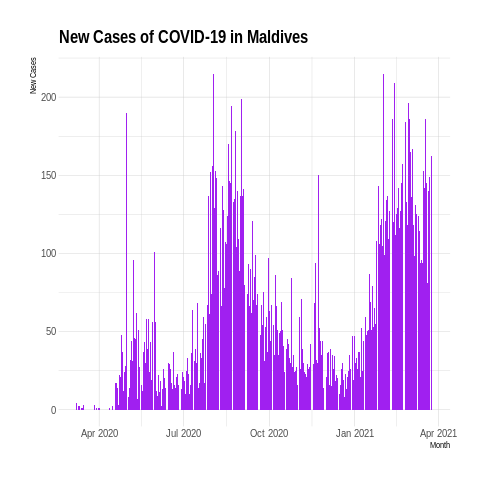 New Cases of COVID-19 in Maldives
New Cases
200
150
100
50
0
Apr 2020
Jul 2020
Oct 2020
Jan 2021
Apr 2021
Month